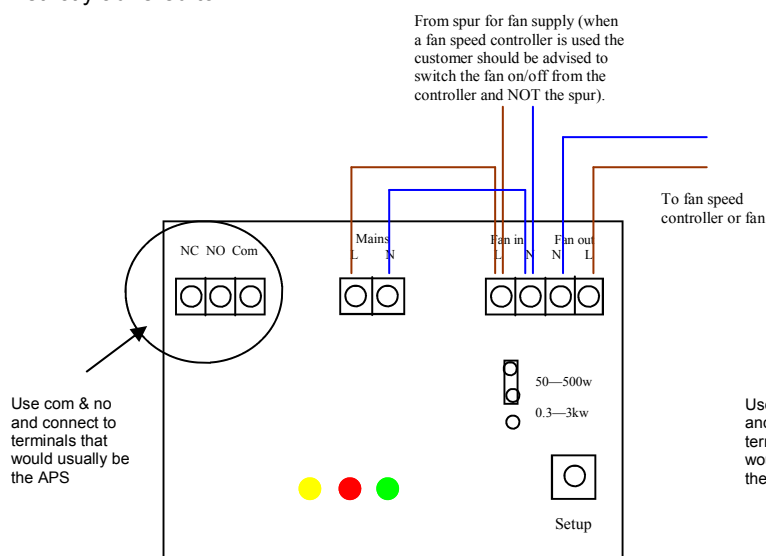 From spur for fan supply (when
a fan speed controller is used the
customer should be advised to
switch the fan on/off from the
controller and NOT the spur).
To fan speed
controller or fan
NC NO Com
Mains
L N
Fan in
L N
Fan out
N L
50—500w
0.3—3kw
Use com & no
and connect to
terminals that
would usually be
the APS
Setup